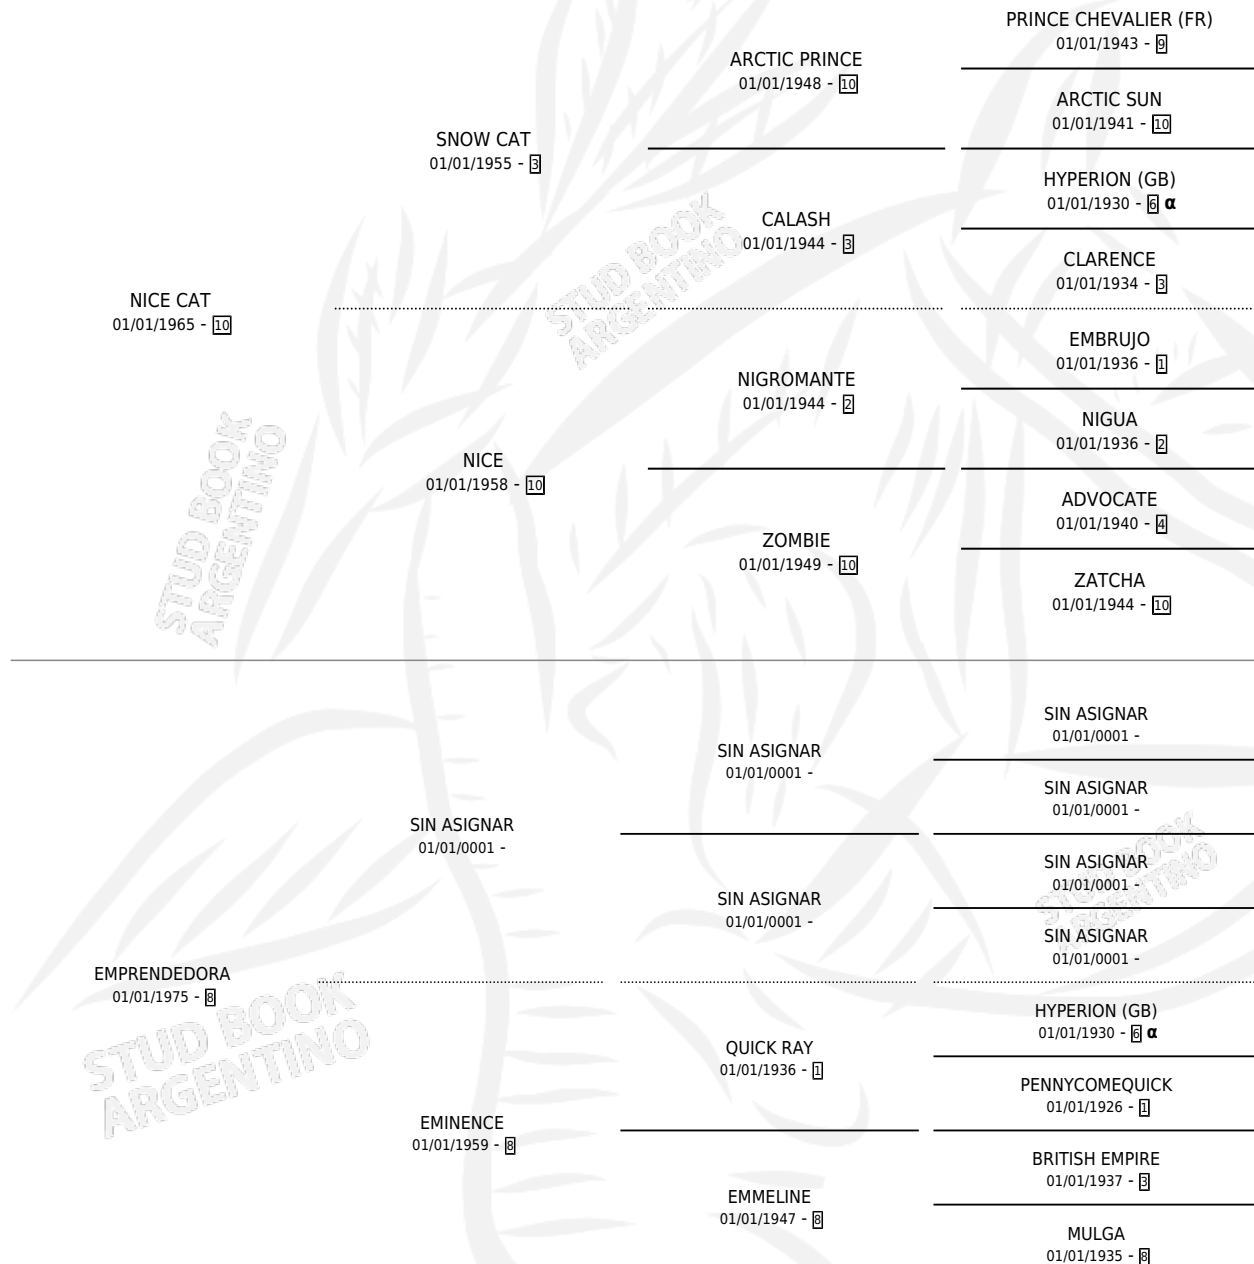 PRINCE CHEVALIER (FR)
01/01/1943 - 9
ARCTIC PRINCE
01/01/1948 - 10
ARCTIC SUN
01/01/1941 - 10
SNOW CAT
01/01/1955 - 3
HYPERION (GB)
01/01/1930 - 6 α
CALASH
01/01/1944 - 3
CLARENCE
01/01/1934 - 3
NICE CAT
01/01/1965 - 10
EMBRUJO
01/01/1936 - 1
NIGROMANTE
01/01/1944 - 2
NIGUA
01/01/1936 - 2
NICE
01/01/1958 - 10
ADVOCATE
01/01/1940 - 4
ZOMBIE
01/01/1949 - 10
ZATCHA
01/01/1944 - 10
SIN ASIGNAR
01/01/0001 -
SIN ASIGNAR
01/01/0001 -
SIN ASIGNAR
01/01/0001 -
SIN ASIGNAR
01/01/0001 -
SIN ASIGNAR
01/01/0001 -
SIN ASIGNAR
01/01/0001 -
SIN ASIGNAR
01/01/0001 -
EMPRENDEDORA
01/01/1975 - 8
HYPERION (GB)
01/01/1930 - 6 α
QUICK RAY
01/01/1936 - 1
PENNYCOMEQUICK
01/01/1926 - 1
EMINENCE
01/01/1959 - 8
BRITISH EMPIRE
01/01/1937 - 3
EMMELINE
01/01/1947 - 8
MULGA
01/01/1935 - 8
STUD BOOK
ARGENTINO
STUD BOOK
ARGENTINO
STUD BOOK
ARGENTINO
STUD BOOK
ARGENTINO